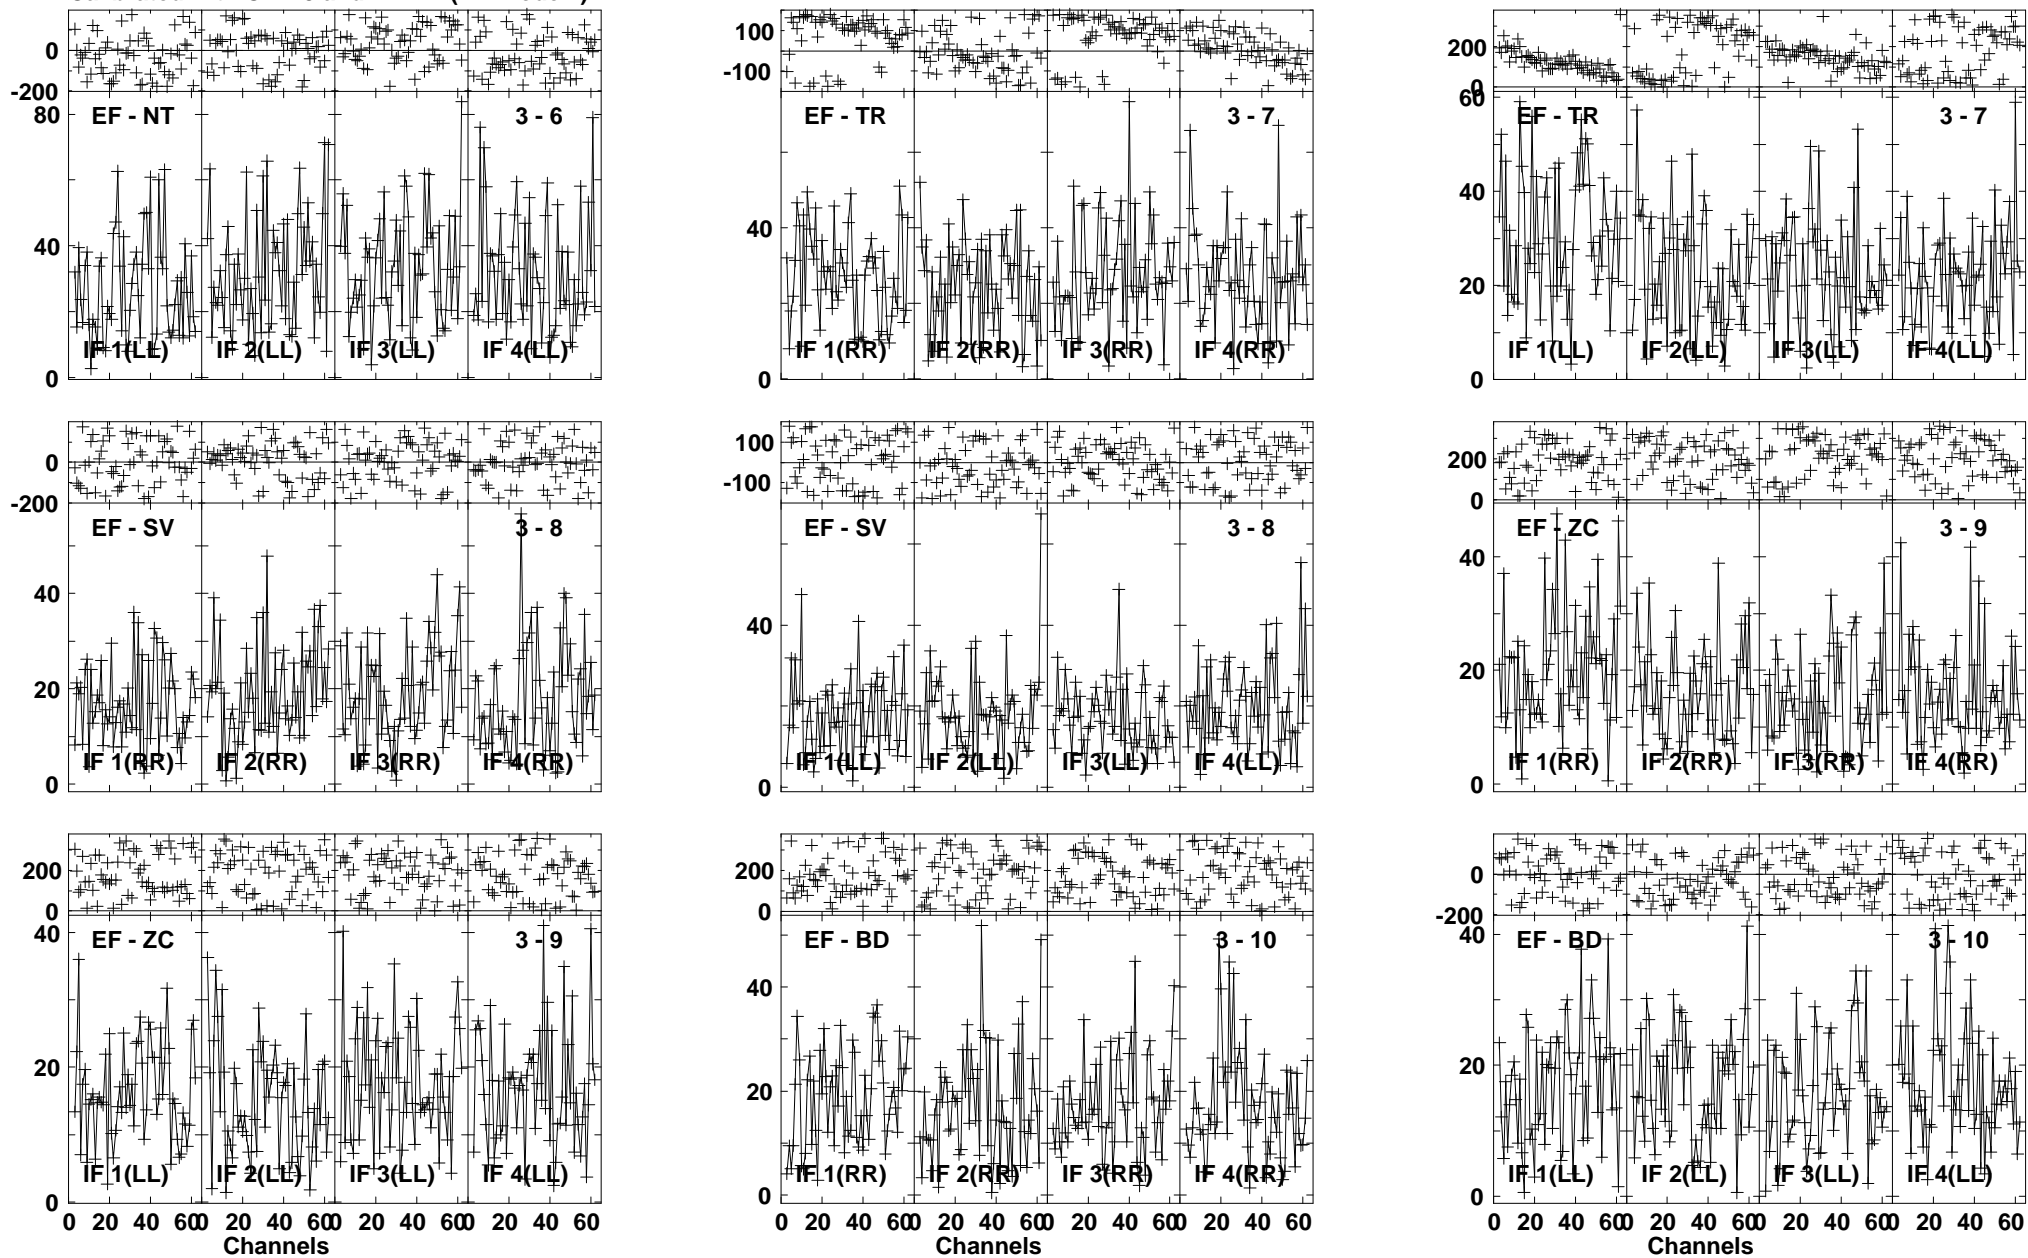 0
-200
80
40
0
EF - NT
3 - 6
IF 1(LL)
IF 2(LL)
IF 3(LL)
IF 4(LL)
100
-100
40
0
EF - TR
3 - 7
IF 1(RR)
IF 2(RR)
IF 3(RR)
IF 4(RR)
200
0
60
40
20
0
EF - TR
3 - 7
IF 1(LL)
IF 2(LL)
IF 3(LL)
IF 4(LL)
0
-200
40
20
0
EF - SV
3 - 8
IF 1(RR)
IF 2(RR)
IF 3(RR)
IF 4(RR)
100
-100
40
0
EF - SV
3 - 8
IF 1(LL)
IF 2(LL)
IF 3(LL)
IF 4(LL)
200
0
40
20
0
EF - ZC
3 - 9
IF 1(RR)
IF 2(RR)
IF 3(RR)
IF 4(RR)
200
0
40
20
0
EF - ZC
3 - 9
IF 1(LL)
IF 2(LL)
IF 3(LL)
IF 4(LL)
0 20 40 60 0 20 40 60 0 20 40 60 0 20 40 60
Channels
200
0
40
20
0
EF - BD
3 - 10
IF 1(RR)
IF 2(RR)
IF 3(RR)
IF 4(RR)
0 20 40 60 0 20 40 60 0 20 40 60 0 20 40 60
Channels
0
-200
40
20
0
EF - BD
3 - 10
IF 1(LL)
IF 2(LL)
IF 3(LL)
IF 4(LL)
0 20 40 60 0 20 40 60 0 20 40 60 0 20 40 60
Channels